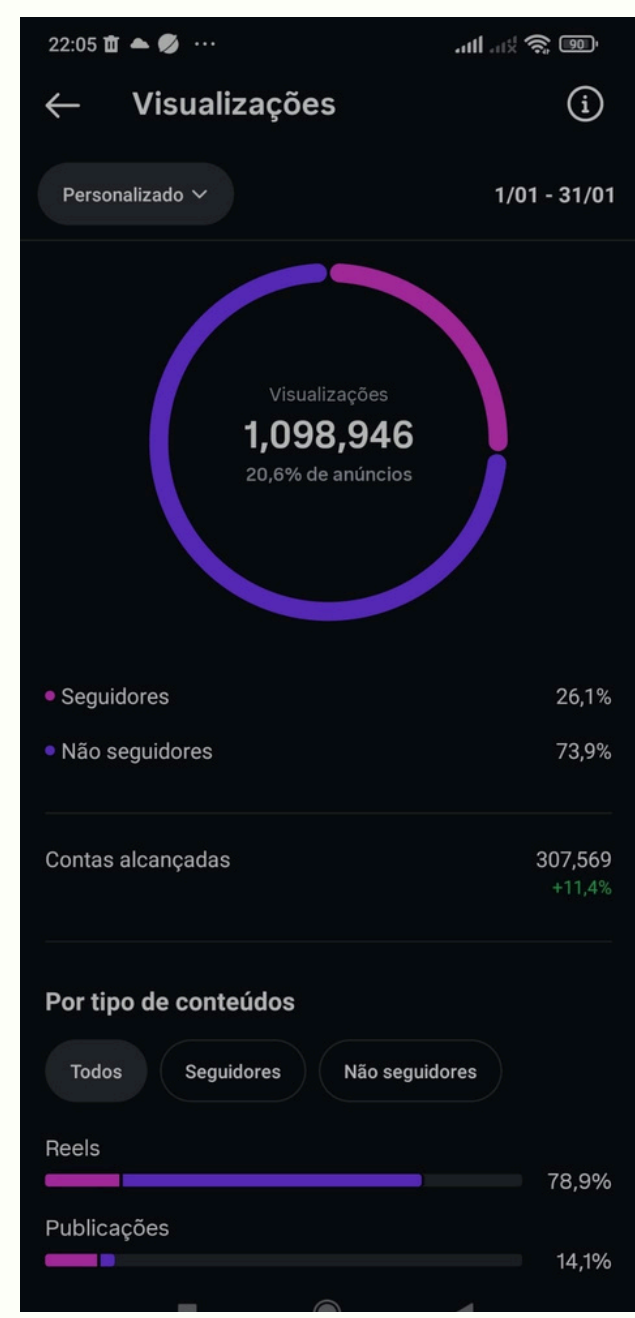 22:05
90
Visualizações
Personalizado
1/01 - 31/01
Visualizações
1,098,946
20,6% de anúncios
Seguidores 26,1%
Não seguidores 73,9%
Contas alcançadas 307,569
+11,4%
Por tipo de conteúdos
Todos Seguidores Não seguidores
Reels
78,9%
Publicações
14,1%